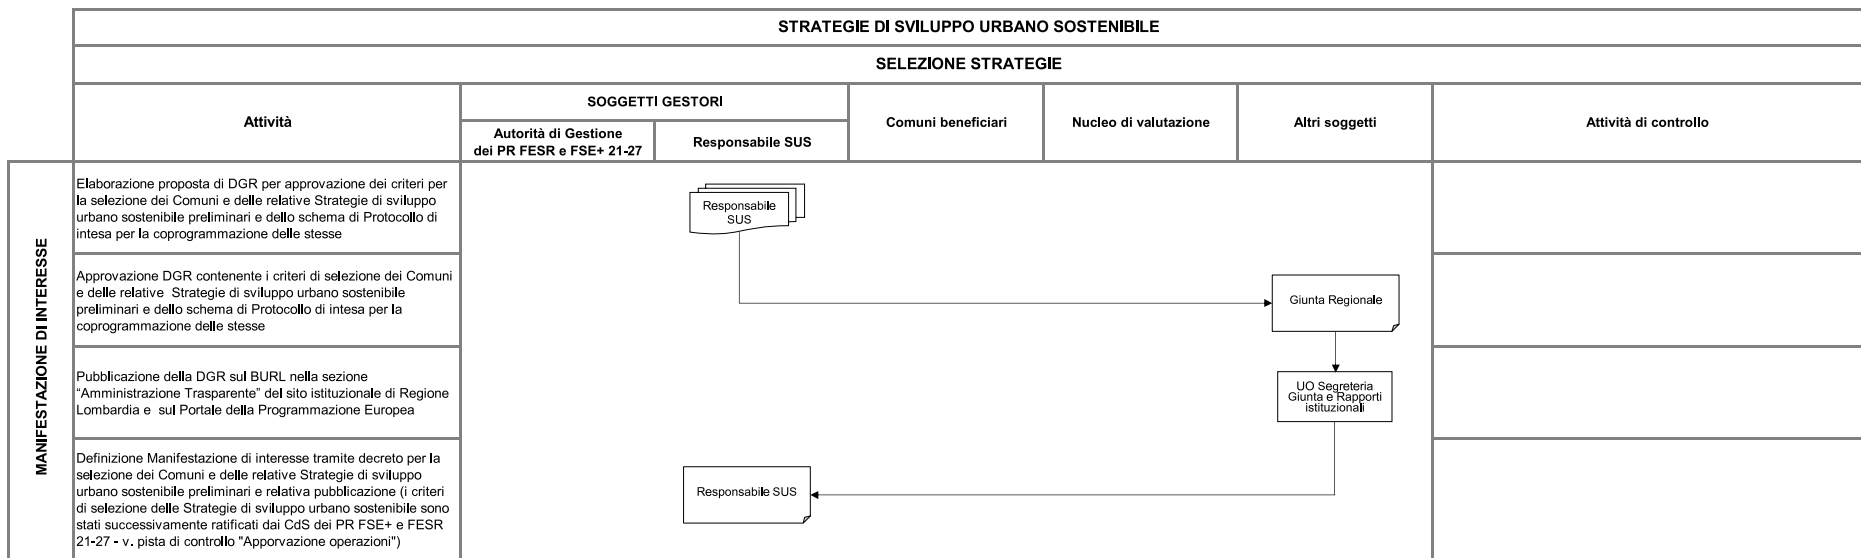 STRATEGIE DI SVILUPPO URBANO SOSTENIBILE
SELEZIONE STRATEGIE
Attività
SOGGETTI GESTORI
Autorità di Gestione
dei PR FESR e FSE+ 21-27
Responsabile SUS
Comuni beneficiari
Nucleo di valutazione
Altri soggetti
Attività di controllo
MANIFESTAZIONE DI INTERESSE
Elaborazione proposta di DGR per approvazione dei criteri per
la selezione dei Comuni e delle relative Strategie di sviluppo
urbano sostenibile preliminari e dello schema di Protocollo di
intesa per la coprogrammazione delle stesse
Responsabile
SUS
Approvazione DGR contenente i criteri di selezione dei Comuni
e delle relative Strategie di sviluppo urbano sostenibile
preliminari e dello schema di Protocollo di intesa per la
coprogrammazione delle stesse
Giunta Regionale
Pubblicazione della DGR sul BURL nella sezione
“Amministrazione Trasparente” del sito istituzionale di Regione
Lombardia e sul Portale della Programmazione Europea
UO Segreteria
Giunta e Rapporti
istituzionali
Definizione Manifestazione di interesse tramite decreto per la
selezione dei Comuni e delle relative Strategie di sviluppo
urbano sostenibile preliminari e relativa pubblicazione (i criteri
di selezione delle Strategie di sviluppo urbano sostenibile sono
stati successivamente ratificati dai CdS dei PR FSE+ e FESR
21-27 - v. pista di controllo "Apporvazione operazioni")
Responsabile SUS